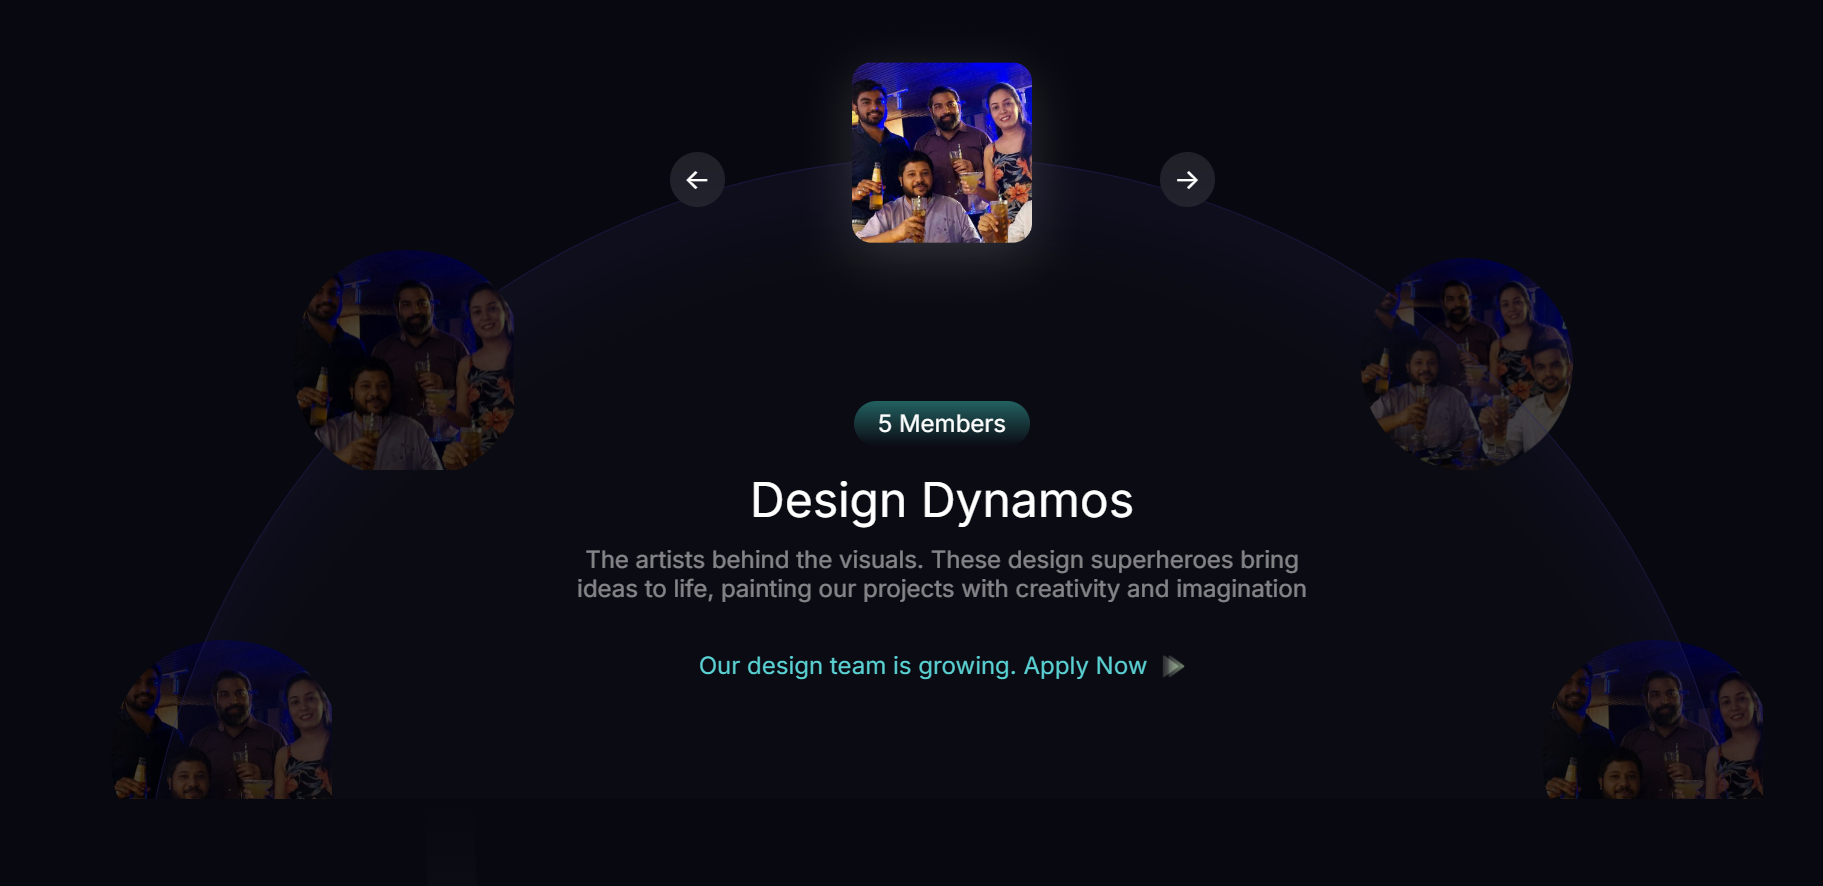 5 Members
Design Dynamos
The artists behind the visuals. These design superheroes bring
ideas to life, painting our projects with creativity and imagination
Our design team is growing. Apply Now